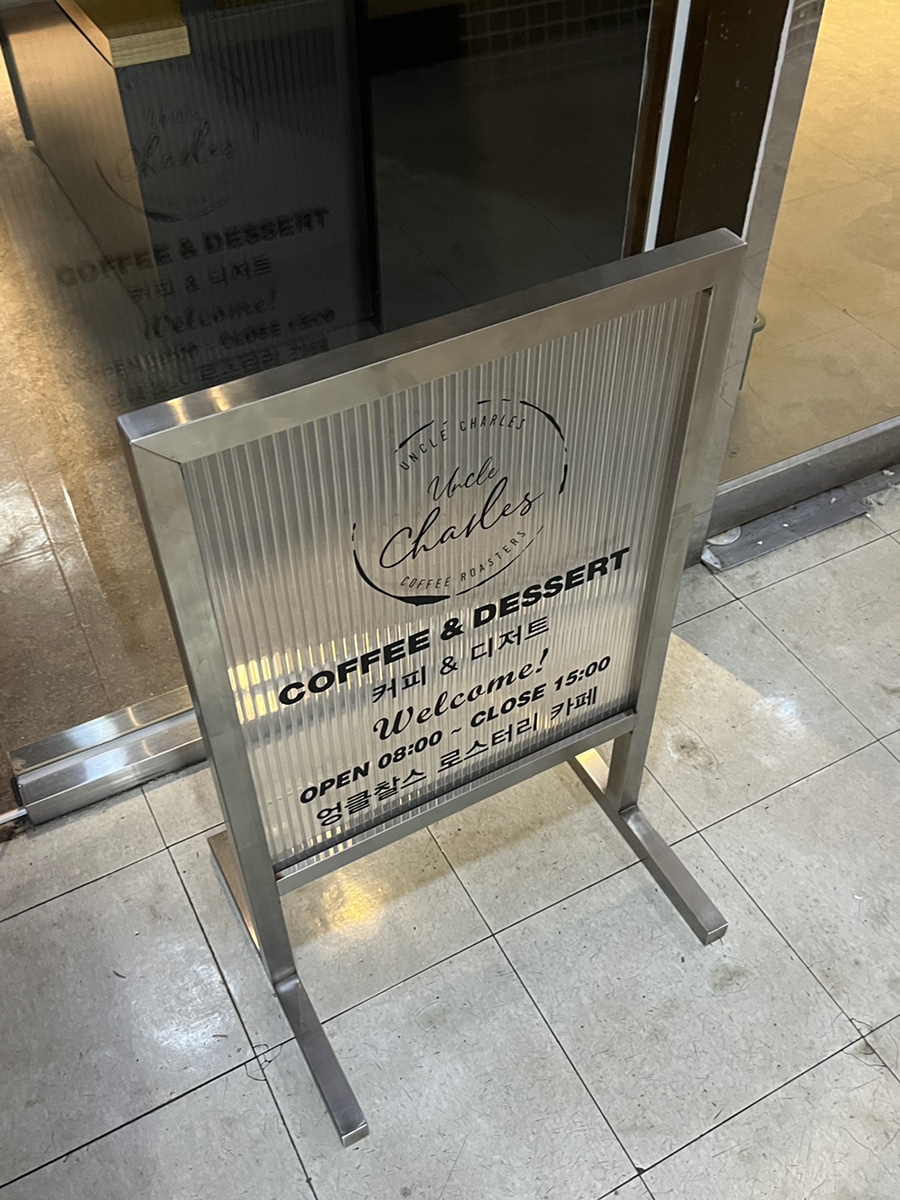 UNCLE CHARLES
Uncle
Charles
COFFEE ROASTERS
COFFEE & DESSERT
커피 & 디저트
Welcome!
OPEN 08:00 ~ CLOSE 15:00
엉클찰스 로스터리 카페